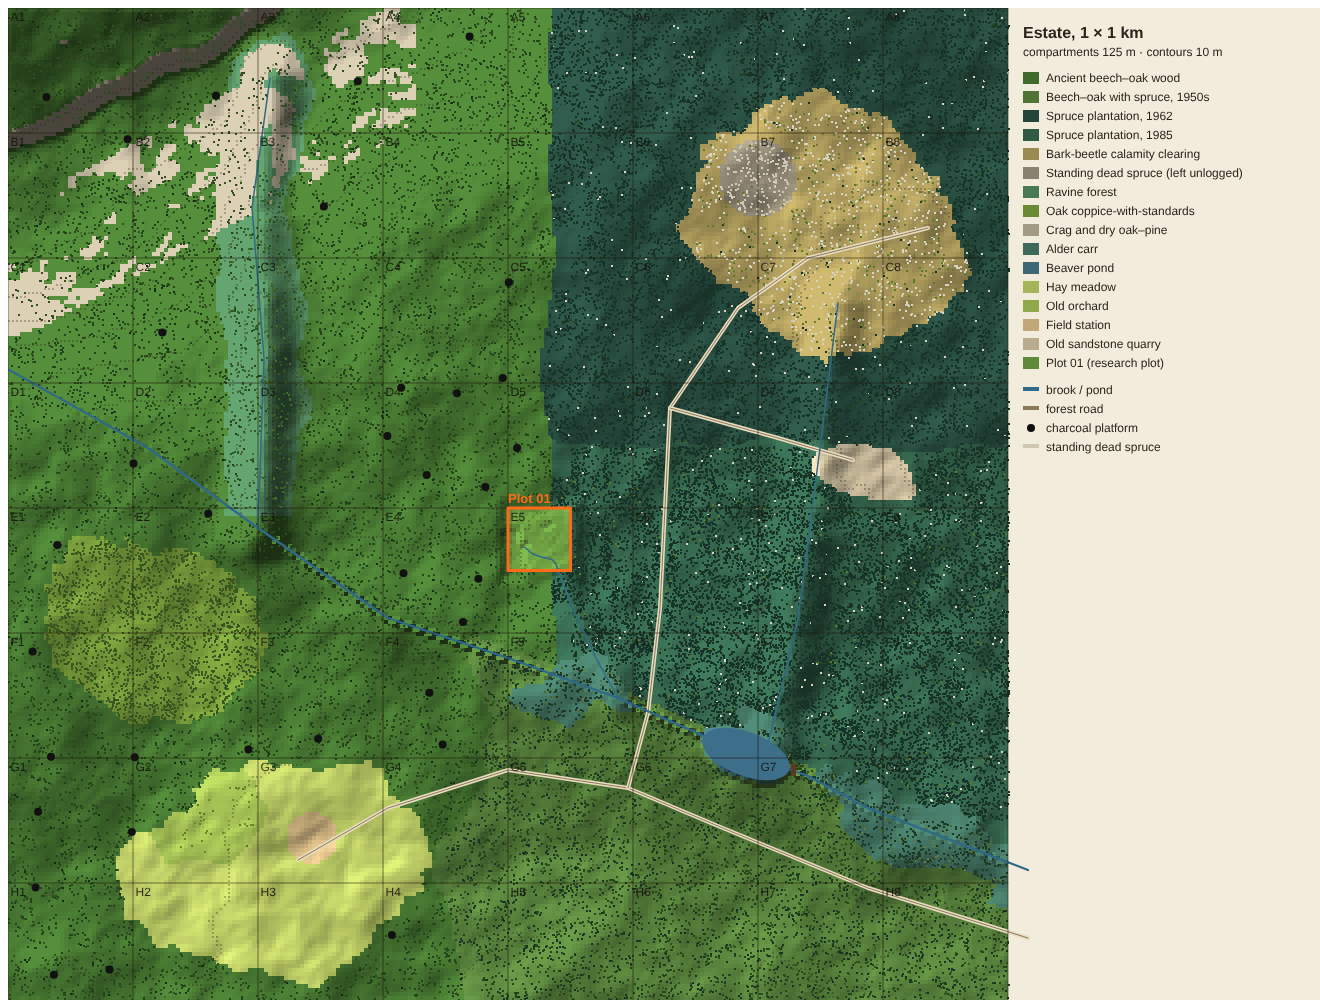 Estate, 1 × 1 km
compartments 125 m · contours 10 m
Ancient beech–oak wood
Beech–oak with spruce, 1950s
Spruce plantation, 1962
Spruce plantation, 1985
Bark-beetle calamity clearing
Standing dead spruce (left unlogged)
Ravine forest
Oak coppice-with-standards
Crag and dry oak–pine
Alder carr
Beaver pond
Hay meadow
Old orchard
Field station
Old sandstone quarry
Plot 01 (research plot)
brook / pond
forest road
charcoal platform
standing dead spruce
A1 A2 A3 A4 A5 A6 A7 A8
B1 B2 B3 B4 B5 B6 B7 B8
C1 C2 C3 C4 C5 C6 C7 C8
D1 D2 D3 D4 D5 D6 D7 D8
Plot 01
E1 E2 E3 E4 E5 E8
F1 F2 F3 F4 F5
G1 G2 G3 G4 G5 G6 G7 G8
H1 H2 H3 H4 H5 H6 H7 H8